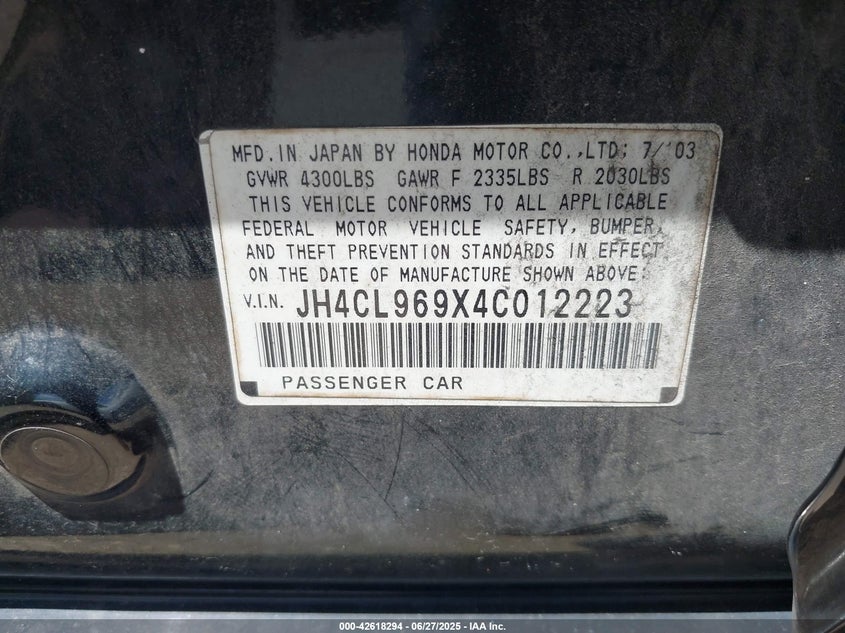 MFD.IN JAPAN BY HONDA MOTOR CO.,LTD; 7/'03
GVWR 4300LBS GAWR F 2335LBS R 2030LBS
THIS VEHICLE CONFORMS TO ALL APPLICABLE
FEDERAL MOTOR VEHICLE SAFETY, BUMPER,
AND THEFT PREVENTION STANDARDS IN EFFECT
ON THE DATE OF MANUFACTURE SHOWN ABOVE:
V.I.N. JH4CL969X4C012223
PASSENGER CAR
000-42618294 - 06/27/2025 - IAA Inc.